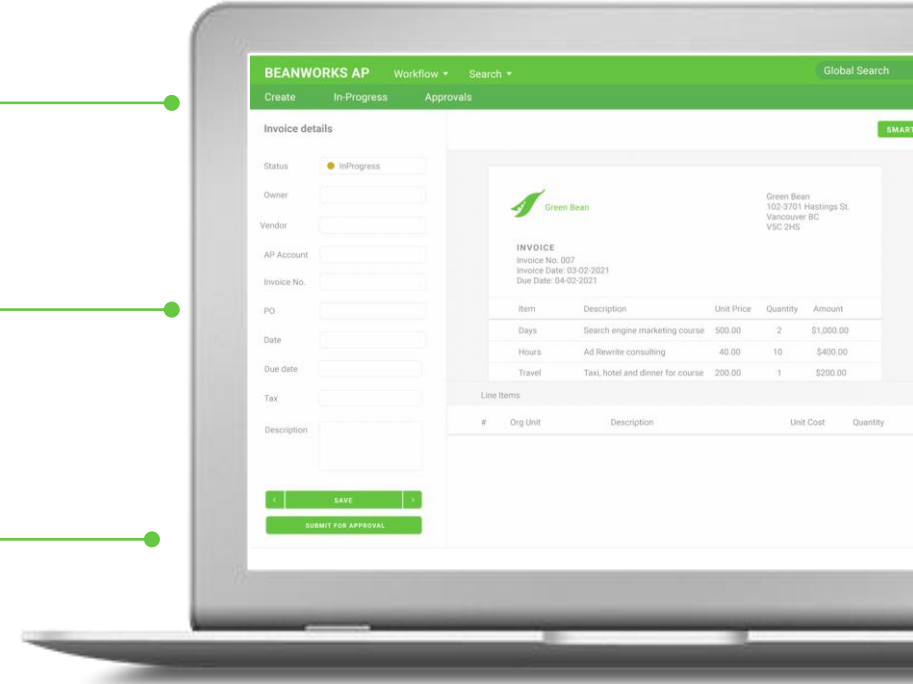 BEANWORKS AP Workflow Search Global Search
Create In-Progress Approvals
Invoice details
SMART
Status InProgress
Owner
Vendor
AP Account
Invoice No.
PO
Date
Due date
Tax
Description
SAVE
SUBMIT FOR APPROVAL
Green Bean
Green Bean
102-3701 Hastings St.
Vancouver BC
V5C 2HS
INVOICE
Invoice No. 007
Invoice Date: 03-02-2021
Due Date: 04-02-2021
Item Description Unit Price Quantity Amount
Days Search engine marketing course 500.00 2 $1,000.00
Hours Ad Rewrite consulting 40.00 10 $400.00
Travel Taxi, hotel and dinner for course 200.00 1 $200.00
Line Items
# Org Unit Description Unit Cost Quantity